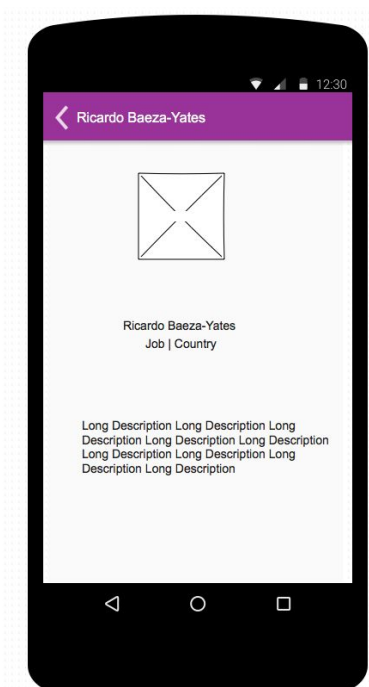 12:30
Ricardo Baeza-Yates
Ricardo Baeza-Yates
Job | Country
Long Description Long Description Long
Description Long Description Long Description
Long Description Long Description Long
Description Long Description